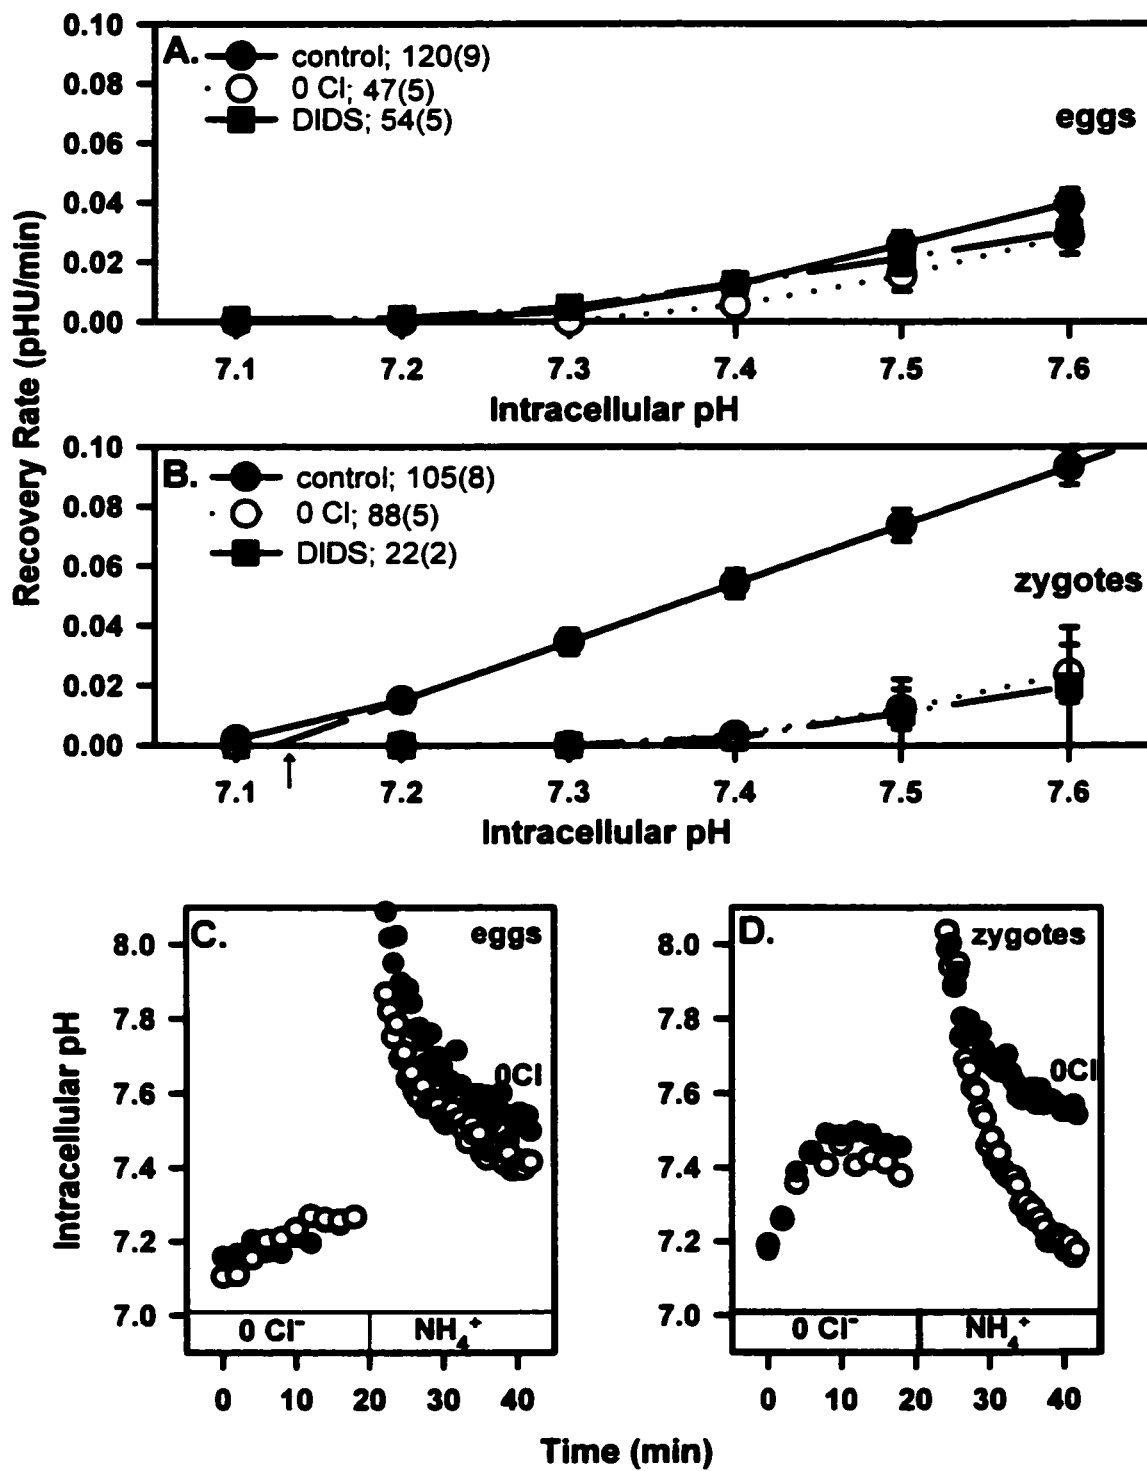 0.10
A.
control; 120(9)
0 Cl; 47(5)
DIDS; 54(5)
eggs
0.08
0.06
0.04
0.02
0.00
7.1 7.2 7.3 7.4 7.5 7.6
Intracellular pH
Recovery Rate (pHU/min)
0.10
B.
control; 105(8)
0 Cl; 88(5)
DIDS; 22(2)
zygotes
0.08
0.06
0.04
0.02
0.00
7.1 7.2 7.3 7.4 7.5 7.6
Intracellular pH
C.
eggs
0Cl
8.0
7.8
7.6
7.4
7.2
7.0
Intracellular pH
0 Cl⁻ NH₄⁺
0 10 20 30 40
D.
zygotes
0Cl
8.0
7.8
7.6
7.4
7.2
7.0
0 Cl⁻ NH₄⁺
0 10 20 30 40
Time (min)